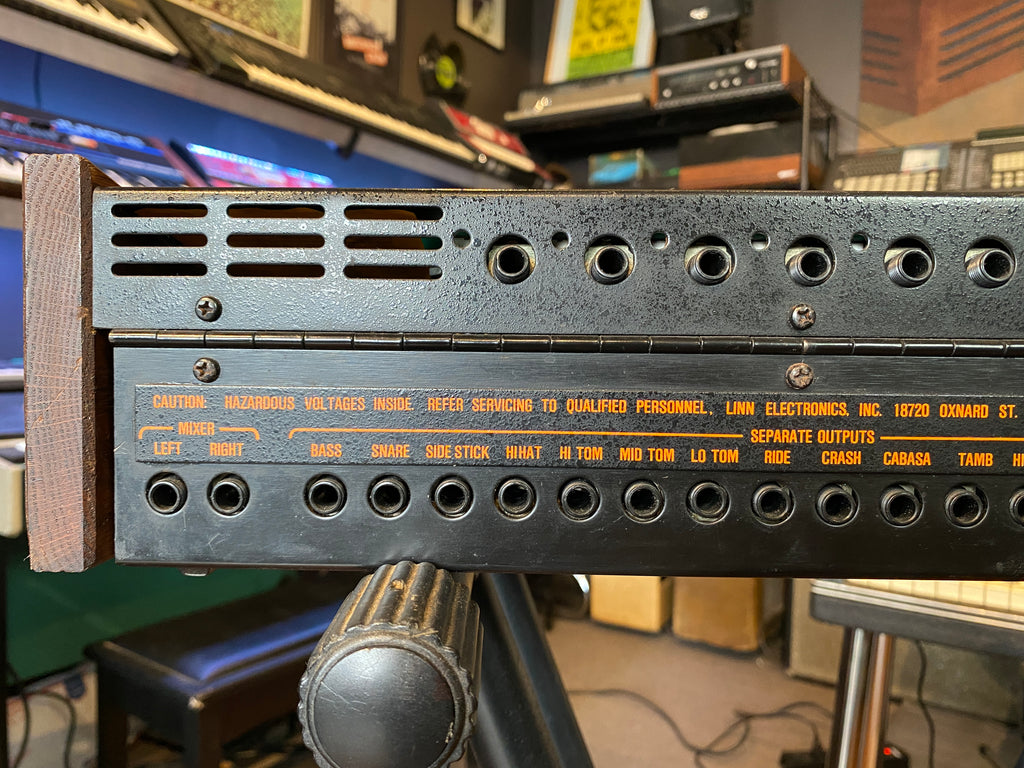 CAUTION: HAZARDOUS VOLTAGES INSIDE. REFER SERVICING TO QUALIFIED PERSONNEL. LINN ELECTRONICS, INC. 18720 OXNARD ST.
MIXER SEPARATE OUTPUTS
LEFT RIGHT BASS SNARE SIDE STICK HIHAT HI TOM MID TOM LO TOM RIDE CRASH CABASA TAMB